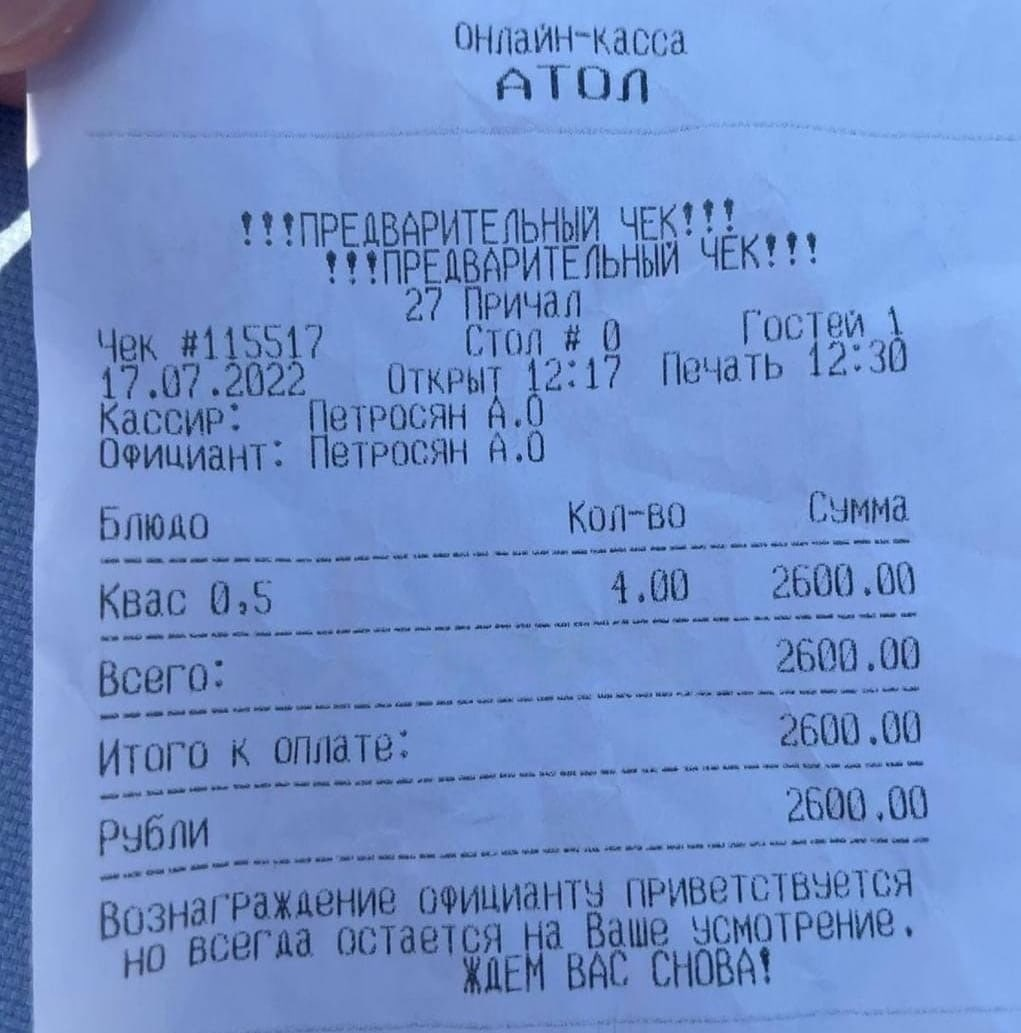 ОНЛАЙН-КАССА
АТОЛ
!!!ПРЕДВАРИТЕЛЬНЫЙ ЧЕК!!!
!!!ПРЕДВАРИТЕЛЬНЫЙ ЧЕК!!!
27 Причал
Чек #115517 Стол # 0 Гостей 1
17.07.2022 Открыт 12:17 Печать 12:30
Кассир: Петросян А.О
Официант: Петросян А.О
Блюдо Кол-во Сумма
Квас 0,5 4.00 2600.00
Всего: 2600.00
Итого к оплате: 2600.00
Рубли 2600.00
Вознаграждение официанту приветствуется
но всегда остается на Ваше усмотрение.
ЖДЕМ ВАС СНОВА!